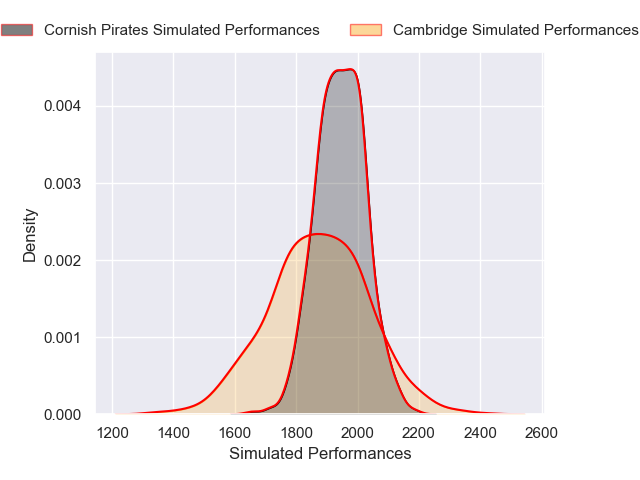 Cornish Pirates Simulated Performances Cambridge Simulated Performances
0.004
0.003
0.002
0.001
0.000
Density
1200 1400 1600 1800 2000 2200 2400 2600
Simulated Performances